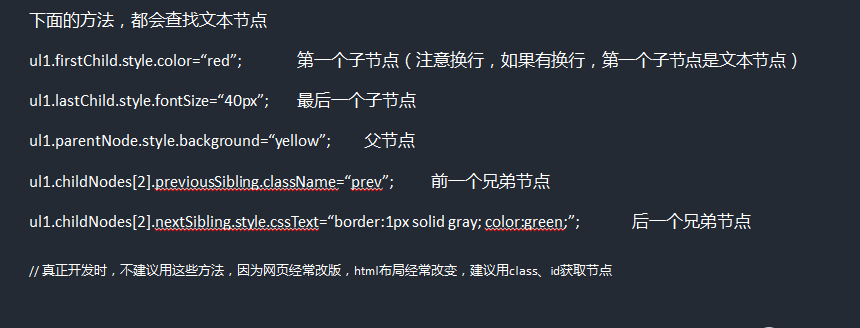 下面的方法，都会查找文本节点
ul1.firstChild.style.color=“red”; 第一个子节点（注意换行，如果有换行，第一个子节点是文本节点）
ul1.lastChild.style.fontSize=“40px”; 最后一个子节点
ul1.parentNode.style.background=“yellow”; 父节点
ul1.childNodes[2].previousSibling.className=“prev”; 前一个兄弟节点
ul1.childNodes[2].nextSibling.style.cssText=“border:1px solid gray; color:green;”; 后一个兄弟节点
// 真正开发时，不建议用这些方法，因为网页经常改版，html布局经常改变，建议用class、id获取节点